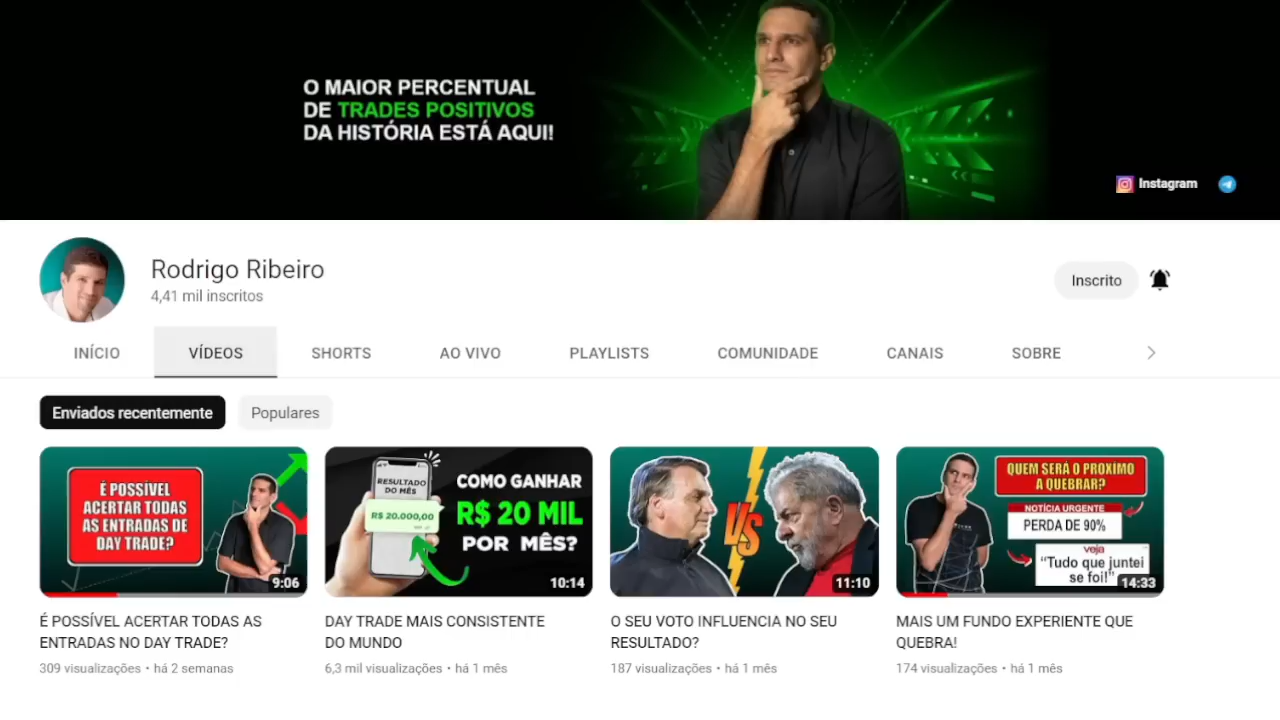 O MAIOR PERCENTUAL
DE TRADES POSITIVOS
DA HISTÓRIA ESTÁ AQUI!
Instagram
Rodrigo Ribeiro
4,41 mil inscritos
Inscrito
INÍCIO
VÍDEOS
SHORTS
AO VIVO
PLAYLISTS
COMUNIDADE
CANAIS
SOBRE
Enviados recentemente
Populares
É POSSÍVEL
ACERTAR TODAS
AS ENTRADAS DE
DAY TRADE?
9:06
É POSSÍVEL ACERTAR TODAS AS
ENTRADAS NO DAY TRADE?
309 visualizações • há 2 semanas
RESULTADO
DO MÊS
R$ 20.000,00
COMO GANHAR
R$ 20 MIL
POR MÊS?
10:14
DAY TRADE MAIS CONSISTENTE
DO MUNDO
6,3 mil visualizações • há 1 mês
VS
11:10
O SEU VOTO INFLUENCIA NO SEU
RESULTADO?
187 visualizações • há 1 mês
QUEM SERÁ O PROXIMO
A QUEBRAR?
NOTÍCIA URGENTE
PERDA DE 90%
veja
“Tudo que juntei
se foi!”
14:33
MAIS UM FUNDO EXPERIENTE QUE
QUEBRA!
174 visualizações • há 1 mês